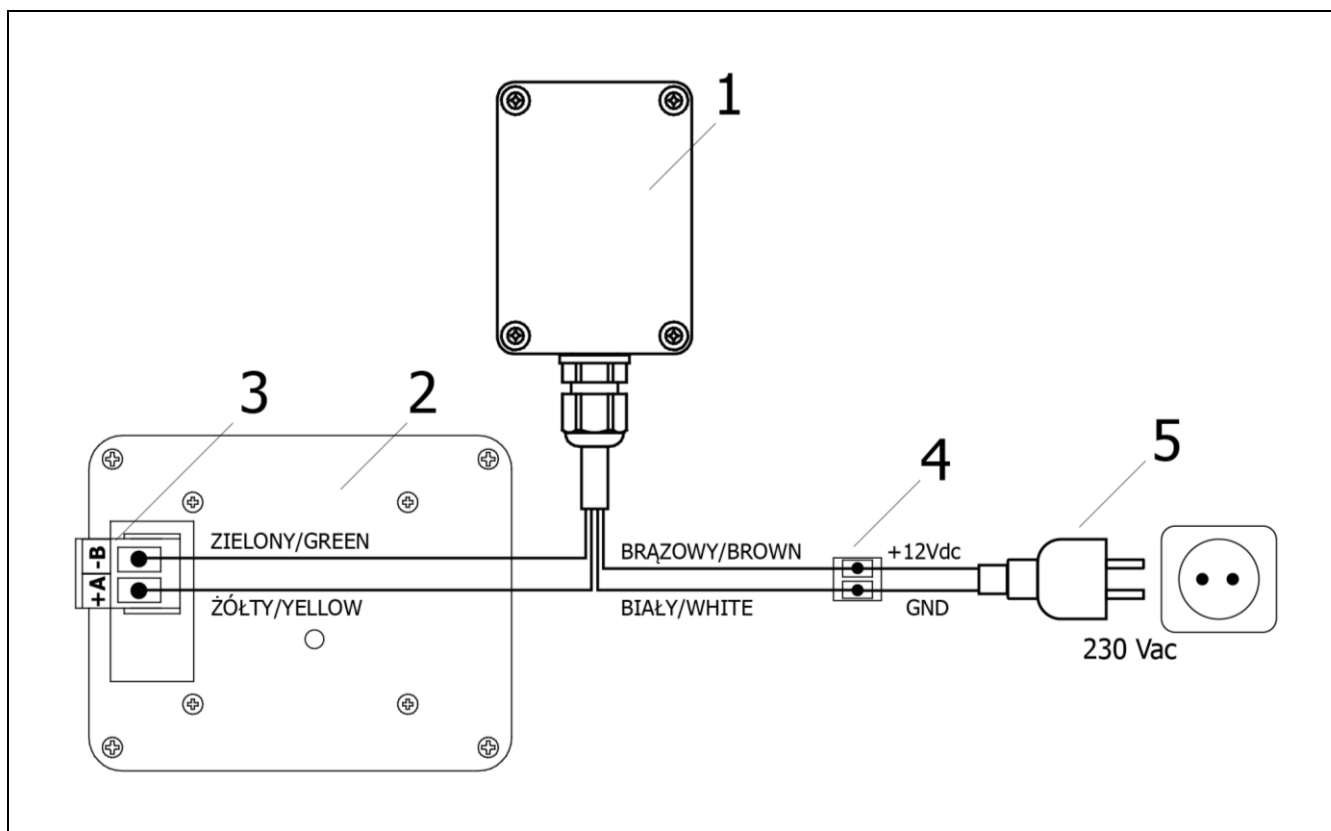 1
3
2
4
5
-B
+A
ZIELONY/GREEN
ŻÓŁTY/YELLOW
BRĄZOWY/BROWN
+12Vdc
BIAŁY/WHITE
GND
230 Vac